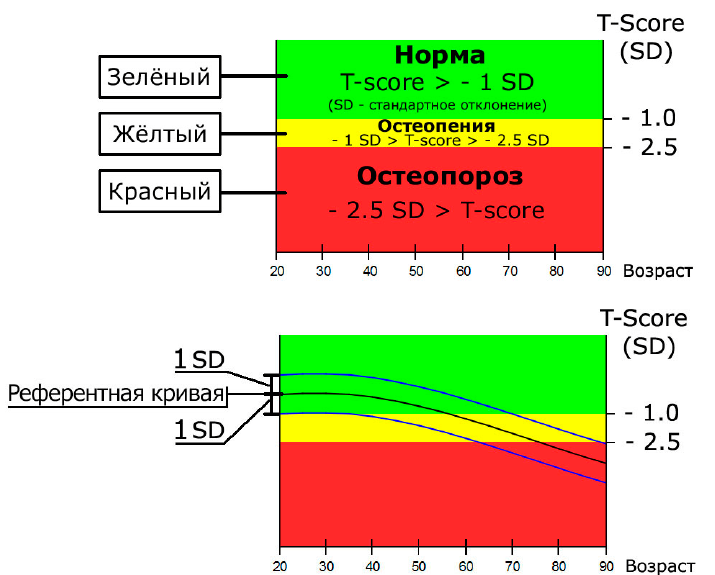 T-Score
(SD)
Зелёный
Норма
T-score > - 1 SD
(SD - стандартное отклонение)
- 1.0
Жёлтый
Остеопения
- 1 SD > T-score > - 2.5 SD
- 2.5
Красный
Остеопороз
- 2.5 SD > T-score
20 30 40 50 60 70 80 90 Возраст
T-Score
(SD)
1 SD
Референтная кривая
1 SD
- 1.0
- 2.5
20 30 40 50 60 70 80 90 Возраст